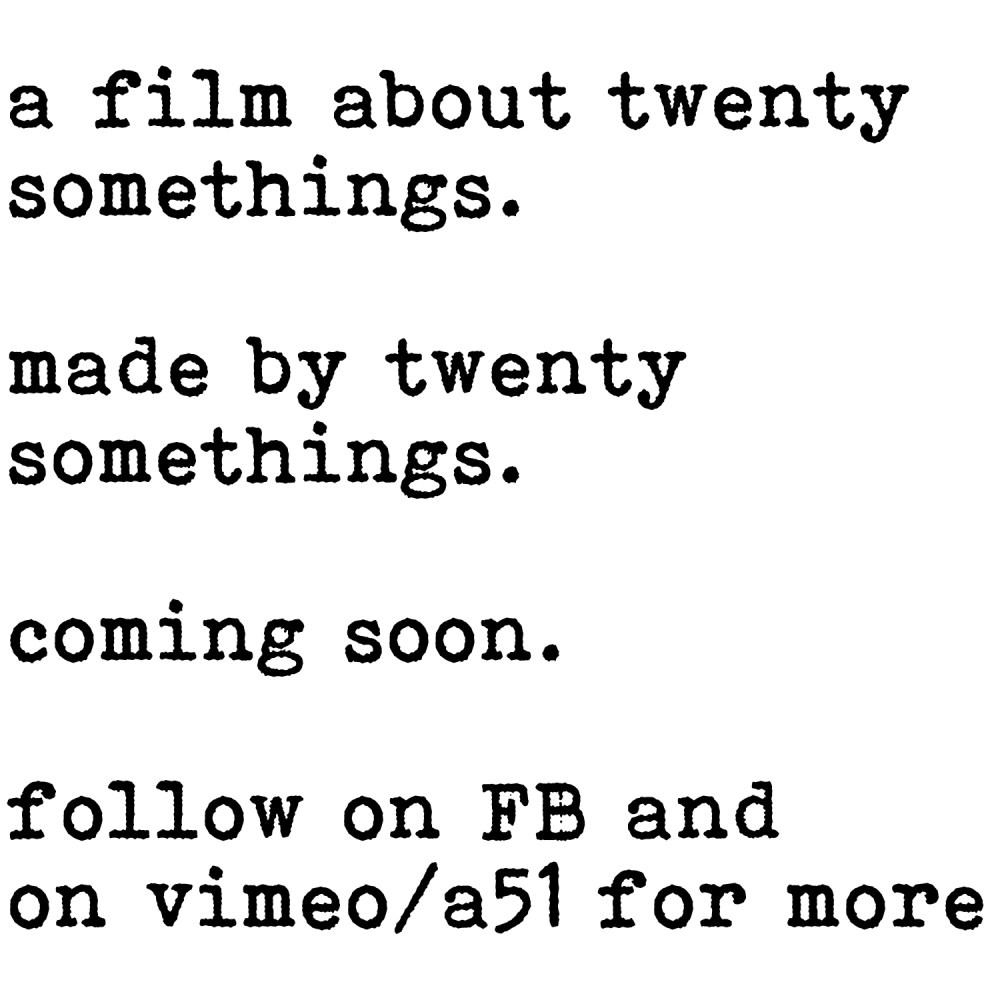 a film about twenty
somethings.
made by twenty
somethings.
coming soon.
follow on FB and
on vimeo/a51 for more